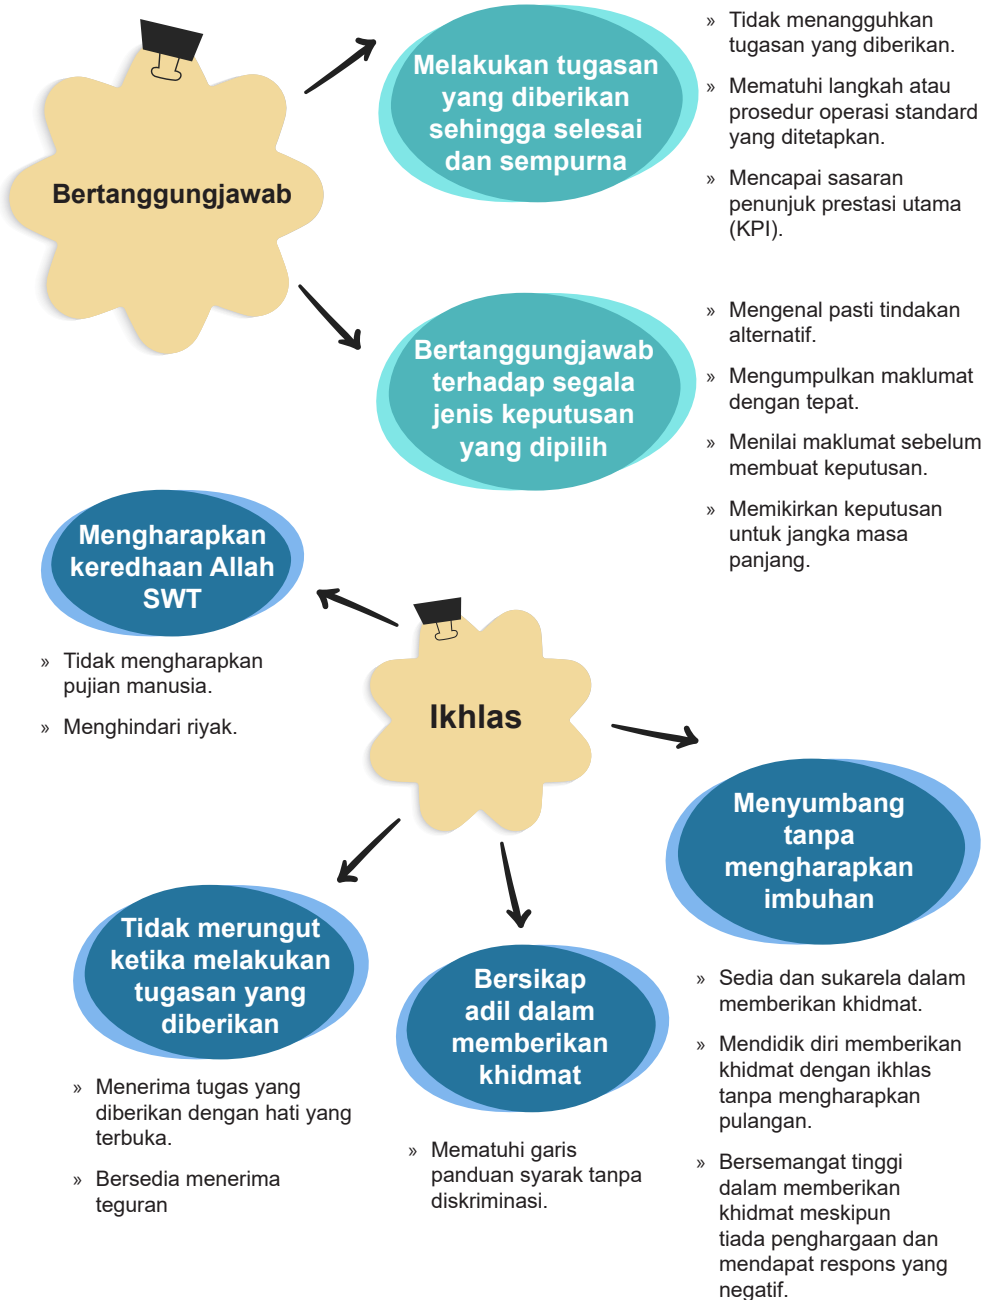 Bertanggungjawab
Melakukan tugasan
yang diberikan
sehingga selesai
dan sempurna
» Tidak menangguhkan
tugasan yang diberikan.
» Mematuhi langkah atau
prosedur operasi standard
yang ditetapkan.
» Mencapai sasaran
penunjuk prestasi utama
(KPI).
Bertanggungjawab
terhadap segala
jenis keputusan
yang dipilih
» Mengenal pasti tindakan
alternatif.
» Mengumpulkan maklumat
dengan tepat.
» Menilai maklumat sebelum
membuat keputusan.
» Memikirkan keputusan
untuk jangka masa
panjang.
Ikhlas
Mengharapkan
keredhaan Allah
SWT
» Tidak mengharapkan
pujian manusia.
» Menghindari riyak.
Tidak merungut
ketika melakukan
tugasan yang
diberikan
» Menerima tugas yang
diberikan dengan hati yang
terbuka.
» Bersedia menerima
teguran
Bersikap
adil dalam
memberikan
khidmat
» Mematuhi garis
panduan syarak tanpa
diskriminasi.
Menyumbang
tanpa
mengharapkan
imbuhan
» Sedia dan sukarela dalam
memberikan khidmat.
» Mendidik diri memberikan
khidmat dengan ikhlas
tanpa mengharapkan
pulangan.
» Bersemangat tinggi
dalam memberikan
khidmat meskipun
tiada penghargaan dan
mendapat respons yang
negatif.